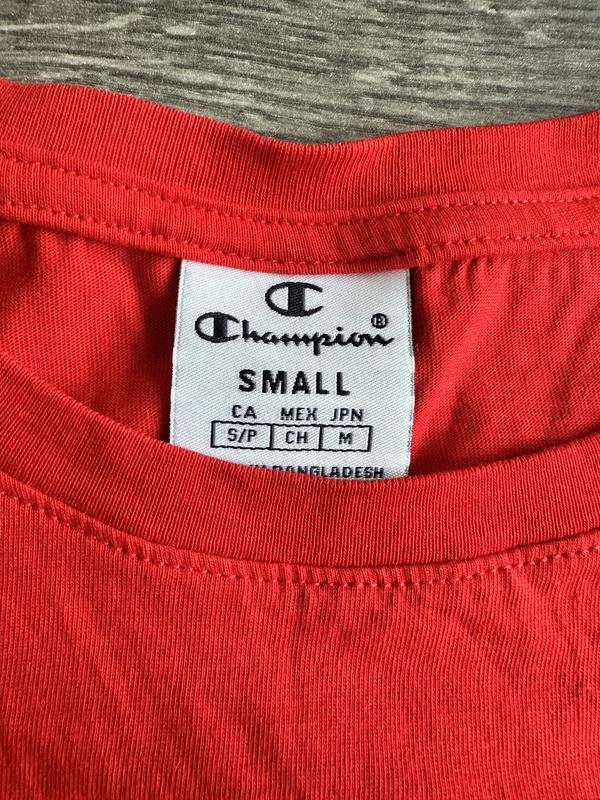 C
Champion®
SMALL
CA MEX JPN
S/P CH M
BANGLADESH